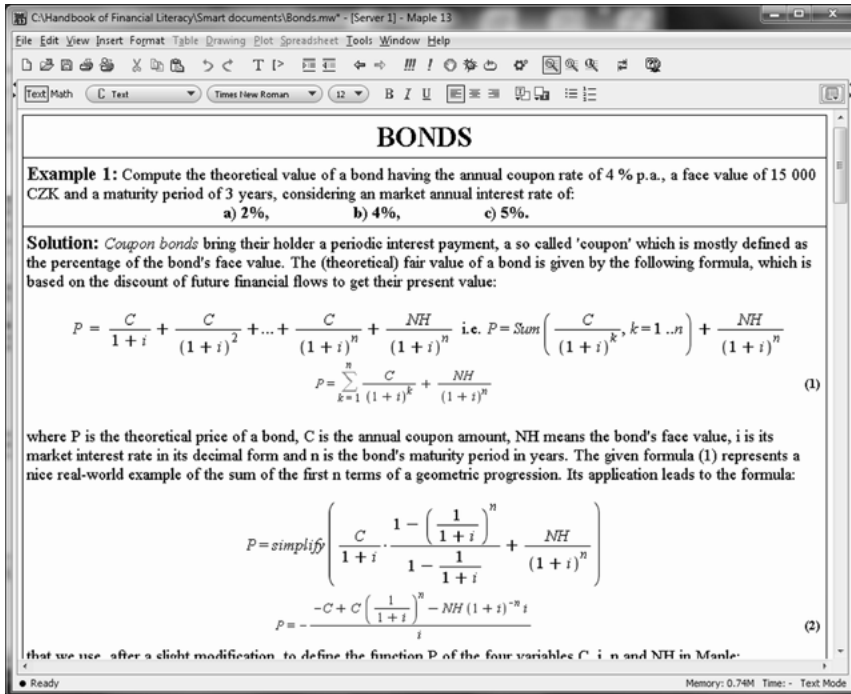 C:\Handbook of Financial Literacy\Smart documents\Bonds.mw* - [Server 1] - Maple 13
File Edit View Insert Format Table Drawing Plot Spreadsheet Tools Window Help
Text Math C Text Times New Roman 12 B I U
BONDS
Example 1: Compute the theoretical value of a bond having the annual coupon rate of 4 % p.a., a face value of 15 000
CZK and a maturity period of 3 years, considering an market annual interest rate of:
a) 2%, b) 4%, c) 5%.
Solution: Coupon bonds bring their holder a periodic interest payment, a so called 'coupon' which is mostly defined as
the percentage of the bond's face value. The (theoretical) fair value of a bond is given by the following formula, which is
based on the discount of future financial flows to get their present value:
P = C/(1 + i) + C/(1 + i)^2 +...+ C/(1 + i)^n + NH/(1 + i)^n i.e. P = Sum(C/(1 + i)^k, k = 1 ..n) + NH/(1 + i)^n
P = ∑_{k = 1}^{n} C/(1 + i)^k + NH/(1 + i)^n (1)
where P is the theoretical price of a bond, C is the annual coupon amount, NH means the bond's face value, i is its
market interest rate in its decimal form and n is the bond's maturity period in years. The given formula (1) represents a
nice real-world example of the sum of the first n terms of a geometric progression. Its application leads to the formula:
P = simplify(C/(1 + i) · (1 − (1/(1 + i))^n)/(1 − 1/(1 + i)) + NH/(1 + i)^n)
P = − (−C + C (1/(1 + i))^n − NH (1 + i)^−n i)/i (2)
that we use, after a slight modification, to define the function P of the four variables C, i, n and NH in Maple:
Ready Memory: 0.74M Time: - Text Mode